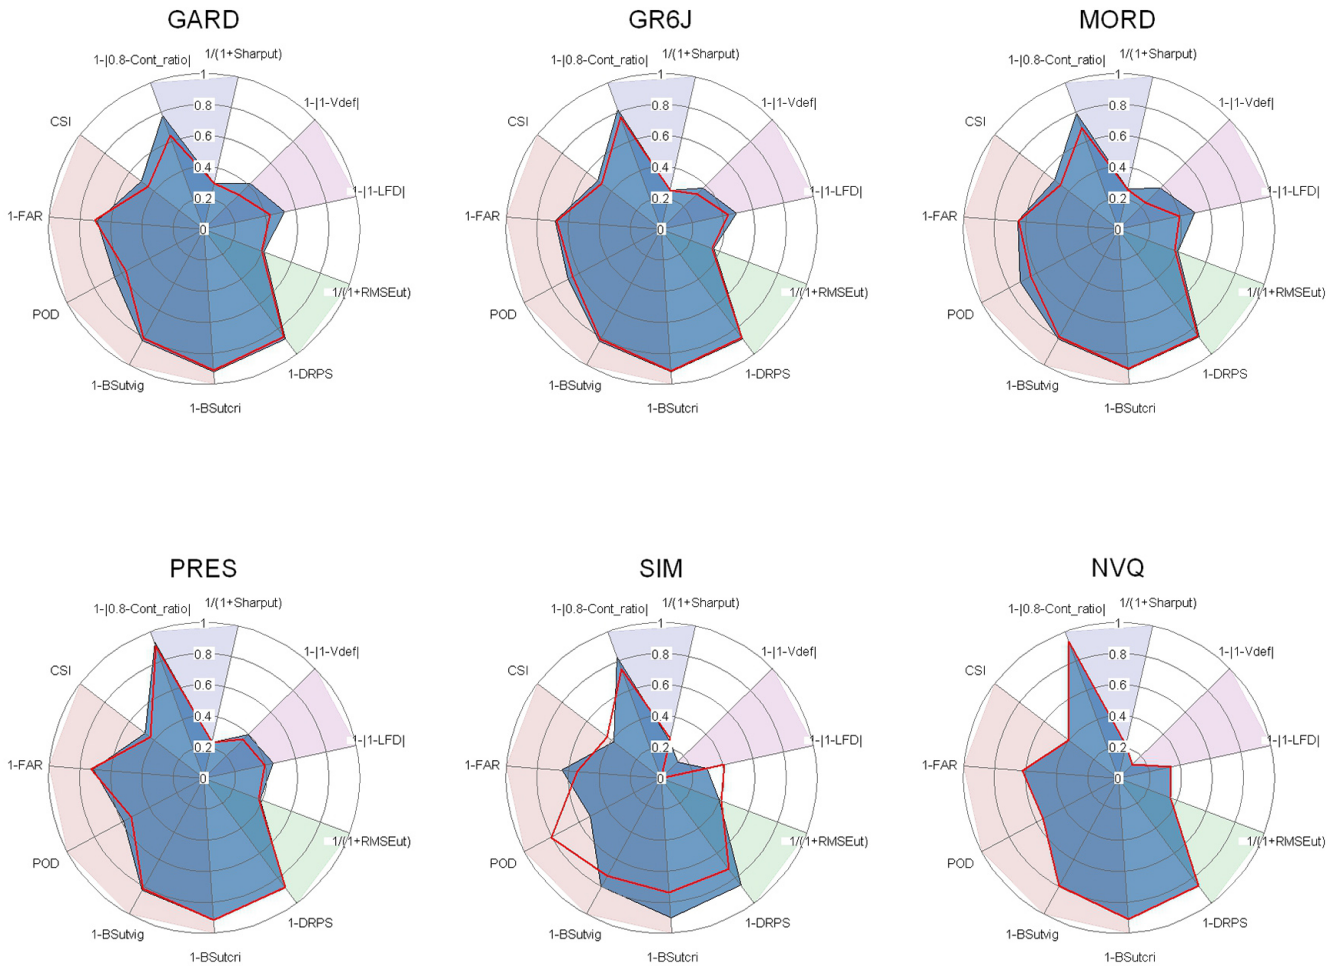 GARD
GR6J
MORD
1-|0.8-Cont_ratio| 1/(1+Sharput)
1-|1-Vdef|
1-|1-LFD|
1/(1+RMSEut)
1-DRPS
1-BSutcri
1-BSutvig
POD
1-FAR
CSI
1
0.8
0.6
0.4
0.2
0
1-|0.8-Cont_ratio| 1/(1+Sharput)
1-|1-Vdef|
1-|1-LFD|
1/(1+RMSEut)
1-DRPS
1-BSutcri
1-BSutvig
POD
1-FAR
CSI
1
0.8
0.6
0.4
0.2
0
1-|0.8-Cont_ratio| 1/(1+Sharput)
1-|1-Vdef|
1-|1-LFD|
1/(1+RMSEut)
1-DRPS
1-BSutcri
1-BSutvig
POD
1-FAR
CSI
1
0.8
0.6
0.4
0.2
0
PRES
SIM
NVQ
1-|0.8-Cont_ratio| 1/(1+Sharput)
1-|1-Vdef|
1-|1-LFD|
1/(1+RMSEut)
1-DRPS
1-BSutcri
1-BSutvig
POD
1-FAR
CSI
1
0.8
0.6
0.4
0.2
0
1-|0.8-Cont_ratio| 1/(1+Sharput)
1-|1-Vdef|
1-|1-LFD|
1/(1+RMSEut)
1-DRPS
1-BSutcri
1-BSutvig
POD
1-FAR
CSI
1
0.8
0.6
0.4
0.2
0
1-|0.8-Cont_ratio| 1/(1+Sharput)
1-|1-Vdef|
1-|1-LFD|
1/(1+RMSEut)
1-DRPS
1-BSutcri
1-BSutvig
POD
1-FAR
CSI
1
0.8
0.6
0.4
0.2
0